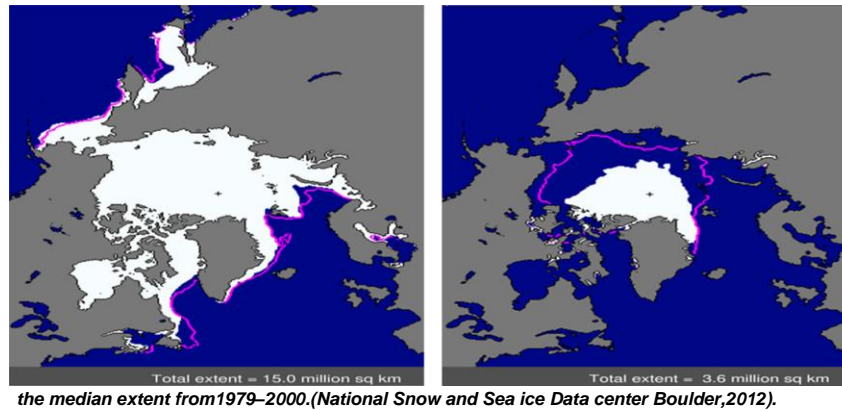 Total extent = 15.0 million sq km
Total extent = 3.6 million sq km
the median extent from1979–2000.(National Snow and Sea ice Data center Boulder,2012).